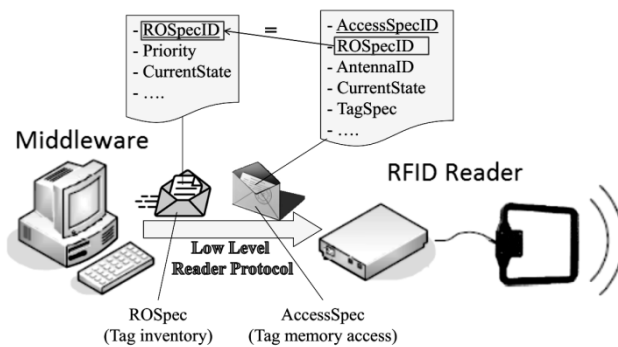 - ROSpecID
- Priority
- CurrentState
- ....
=
- AccessSpecID
- ROSpecID
- AntennaID
- CurrentState
- TagSpec
- ....
Middleware
RFID Reader
Low Level
Reader Protocol
ROSpec
(Tag inventory)
AccessSpec
(Tag memory access)